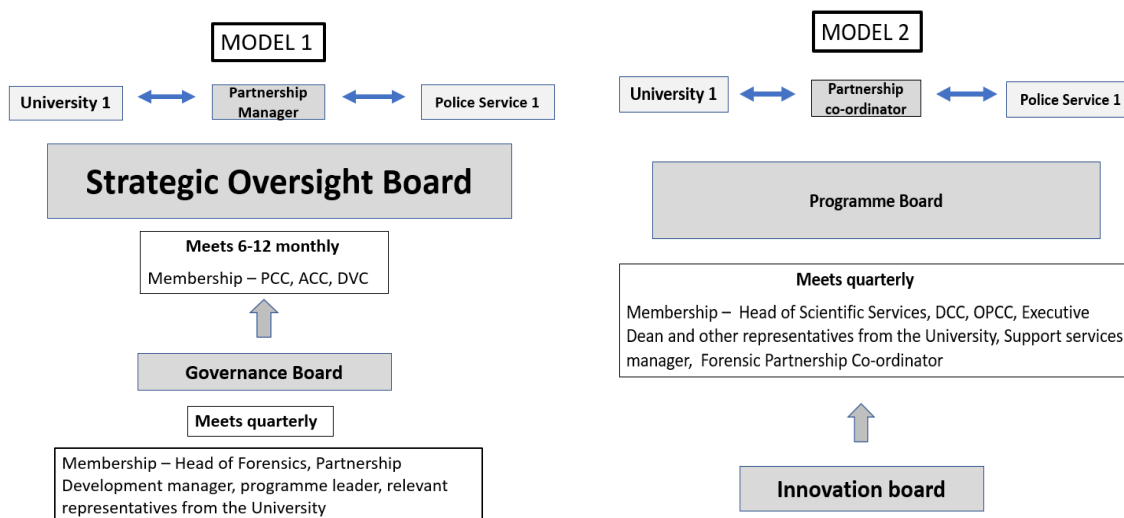 MODEL 1
University 1
Partnership
Manager
Police Service 1
Strategic Oversight Board
Meets 6-12 monthly
Membership – PCC, ACC, DVC
Governance Board
Meets quarterly
Membership – Head of Forensics, Partnership
Development manager, programme leader, relevant
representatives from the University
MODEL 2
University 1
Partnership
co-ordinator
Police Service 1
Programme Board
Meets quarterly
Membership –  Head of Scientific Services, DCC, OPCC, Executive
Dean and other representatives from the University, Support services
manager,  Forensic Partnership Co-ordinator
Innovation board